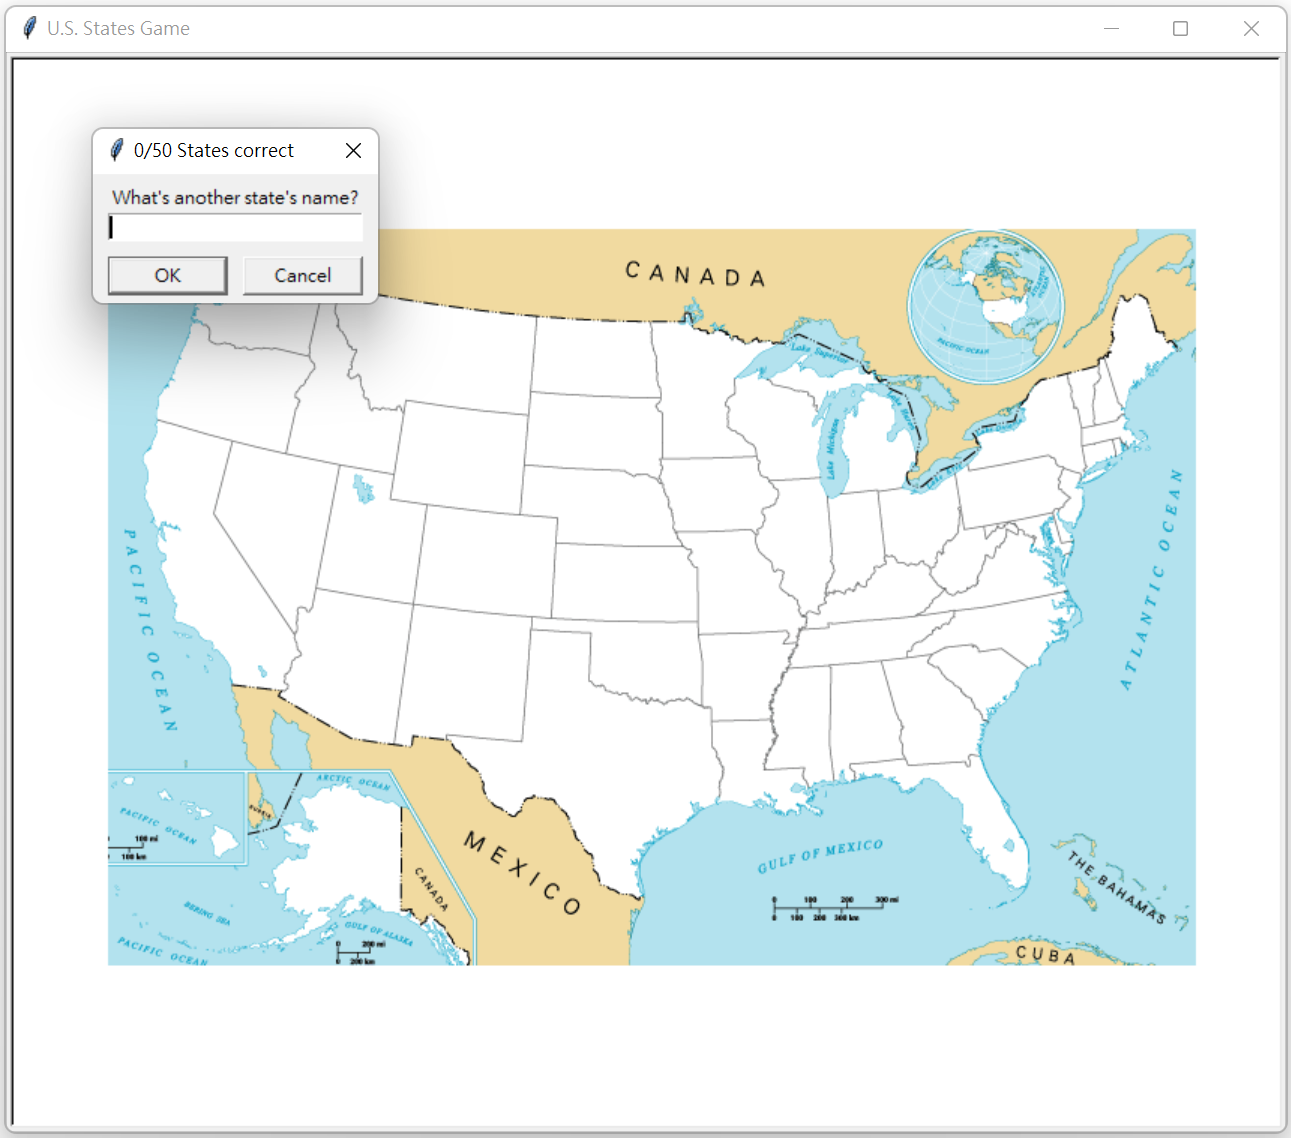 U.S. States Game
0/50 States correct
What's another state's name?
OK
Cancel
CANADA
PACIFIC OCEAN
Lake Superior
Lake Michigan
PACIFIC OCEAN
ATLANTIC OCEAN
ARCTIC OCEAN
RUSSIA
PACIFIC OCEAN
100 mi
100 km
MEXICO
CANADA
GULF OF MEXICO
0 100 200 300 mi
0 100 200 300 km
THE BAHAMAS
BERING SEA
GULF OF ALASKA
PACIFIC OCEAN
0 200 mi
0 200 km
CUBA